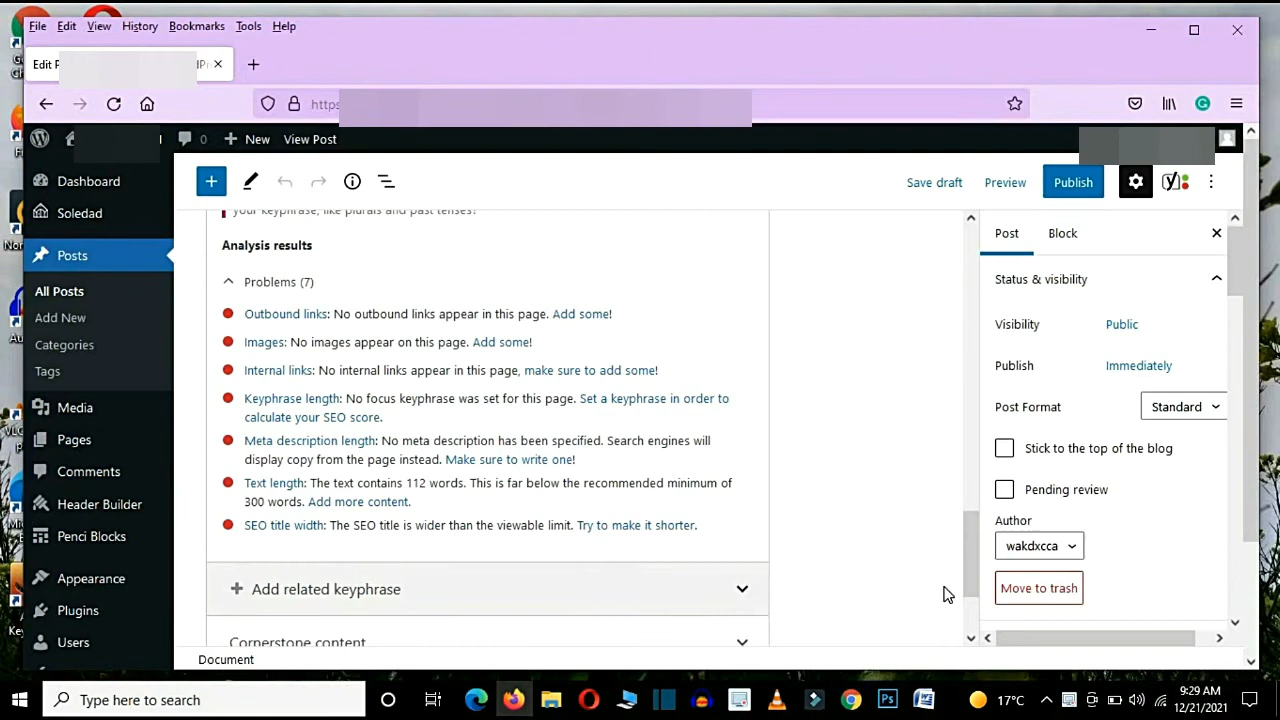 File Edit View History Bookmarks Tools Help
Edit P
https
0 New View Post
Dashboard
Soledad
Posts
All Posts
Add New
Categories
Tags
Media
Pages
Comments
Header Builder
Penci Blocks
Appearance
Plugins
Users
Save draft Preview Publish
your keyphrase, like plurals and past tenses?
Analysis results
Problems (7)
Outbound links: No outbound links appear in this page. Add some!
Images: No images appear on this page. Add some!
Internal links: No internal links appear in this page, make sure to add some!
Keyphrase length: No focus keyphrase was set for this page. Set a keyphrase in order to
calculate your SEO score.
Meta description length: No meta description has been specified. Search engines will
display copy from the page instead. Make sure to write one!
Text length: The text contains 112 words. This is far below the recommended minimum of
300 words. Add more content.
SEO title width: The SEO title is wider than the viewable limit. Try to make it shorter.
Add related keyphrase
Cornerstone content
Document
Post Block
Status & visibility
Visibility Public
Publish Immediately
Post Format Standard
Stick to the top of the blog
Pending review
Author
wakdxcca
Move to trash
Type here to search
17°C
9:29 AM
12/21/2021